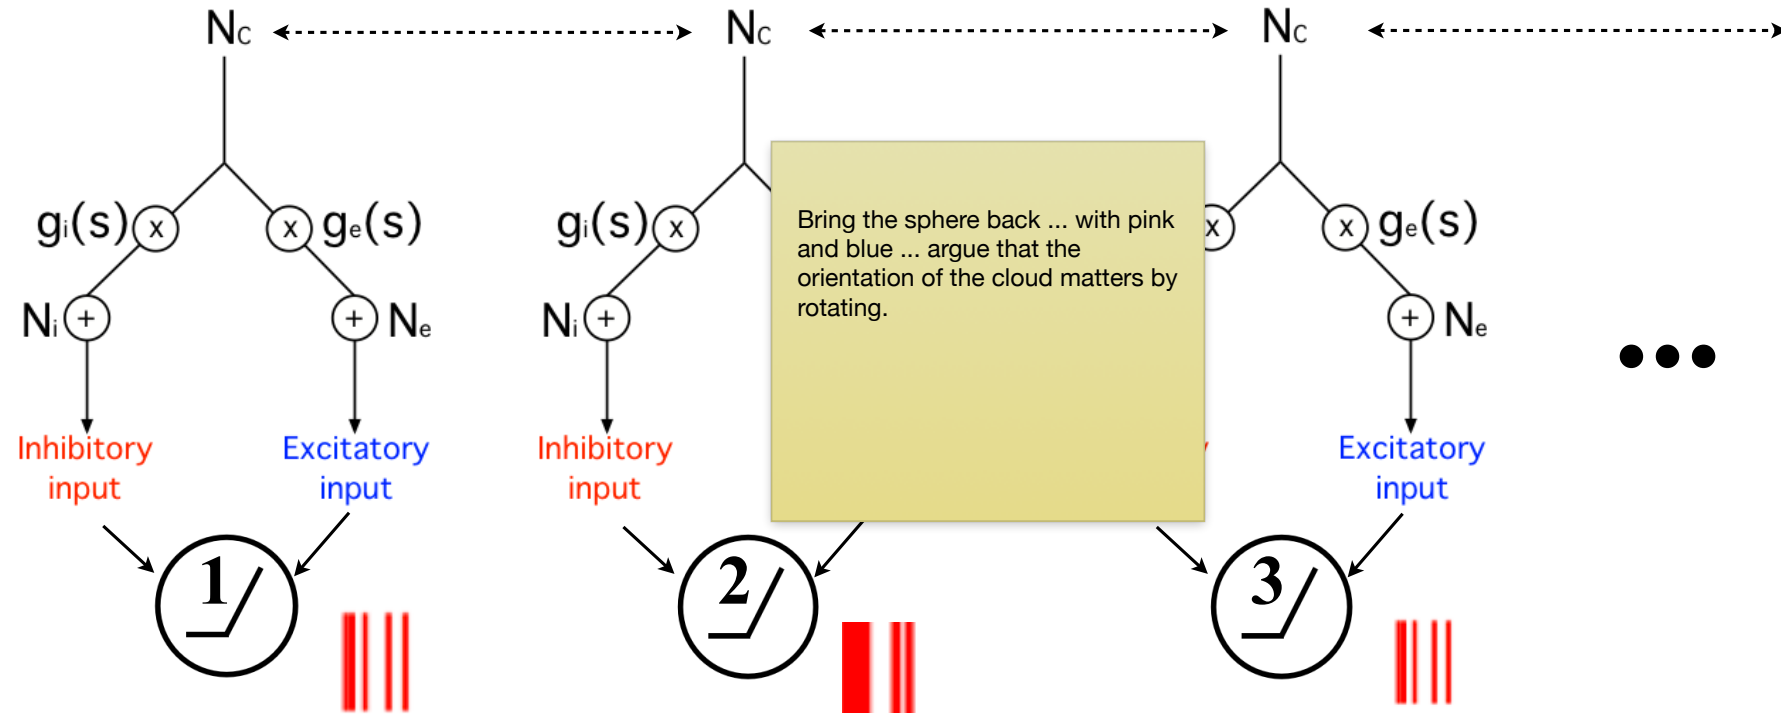 Nc Nc Nc
gi(s) x x ge(s)
gi(s) x
x x ge(s)
Ni + + Ne
Ni +
+ Ne
Bring the sphere back ... with pink
and blue ... argue that the
orientation of the cloud matters by
rotating.
Inhibitory
input
Excitatory
input
Inhibitory
input
Excitatory
input
1
2
3